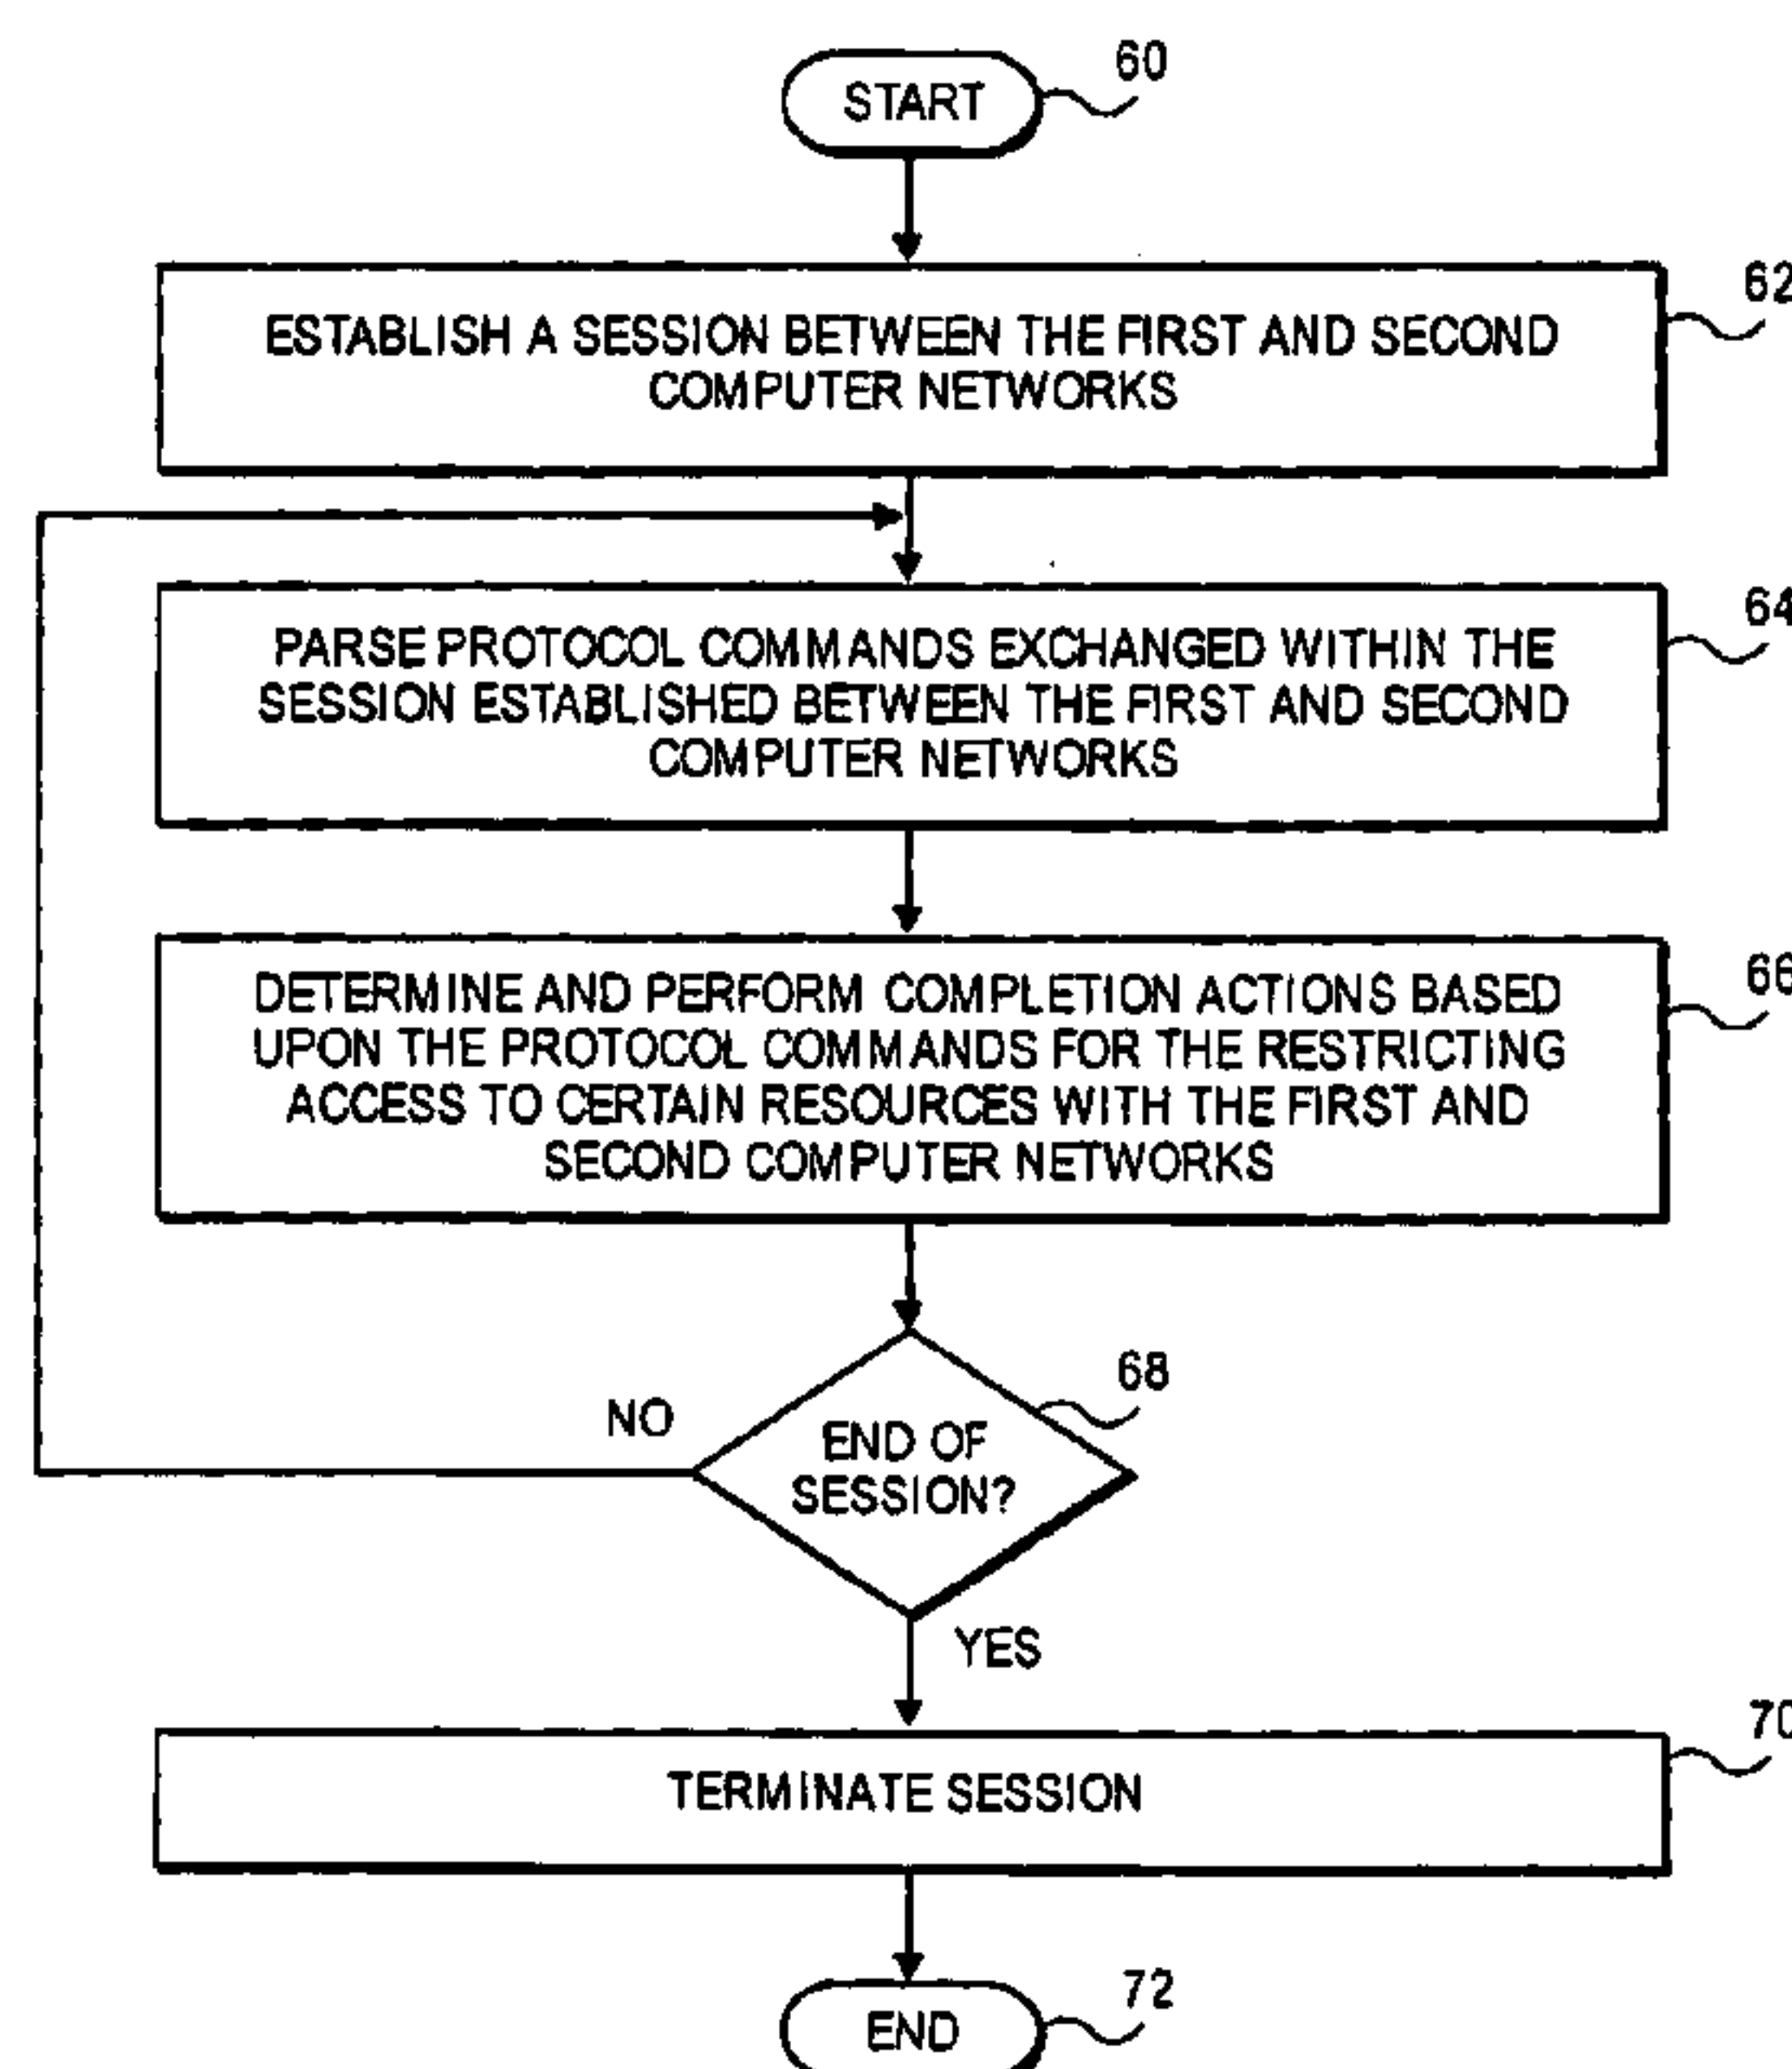 START
60
ESTABLISH A SESSION BETWEEN THE FIRST AND SECOND
COMPUTER NETWORKS
62
PARSE PROTOCOL COMMANDS EXCHANGED WITHIN THE
SESSION ESTABLISHED BETWEEN THE FIRST AND SECOND
COMPUTER NETWORKS
64
DETERMINE AND PERFORM COMPLETION ACTIONS BASED
UPON THE PROTOCOL COMMANDS FOR THE RESTRICTING
ACCESS TO CERTAIN RESOURCES WITH THE FIRST AND
SECOND COMPUTER NETWORKS
66
END OF
SESSION?
68
NO
YES
TERMINATE SESSION
70
END
72